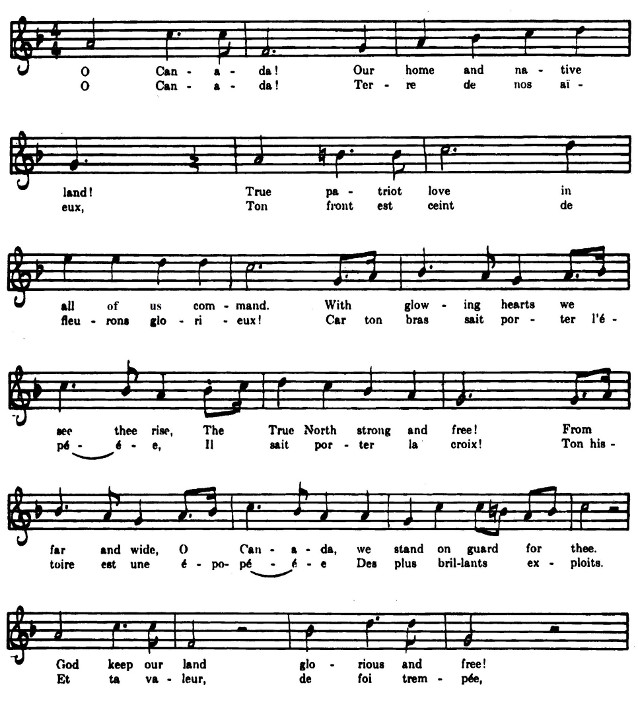 4
4
O Can - a - da! Our home and na - tive
O Can - a - da! Ter - re de nos aï -
land! True pa - triot love in
eux, Ton front est ceint de
all of us com - mand. With glow - ing hearts we
fleu - rons glo - ri - eux! Car ton bras sait por - ter l'é -
see thee rise, The True North strong and free! From
pé - é - e, Il sait por - ter la croix! Ton his -
far and wide, O Can - a - da, we stand on guard for thee.
toire est une é - po - pé - é - e Des plus bril - lants ex - ploits.
God keep our land glo - rious and free!
Et ta va - leur, de foi trem - pée,